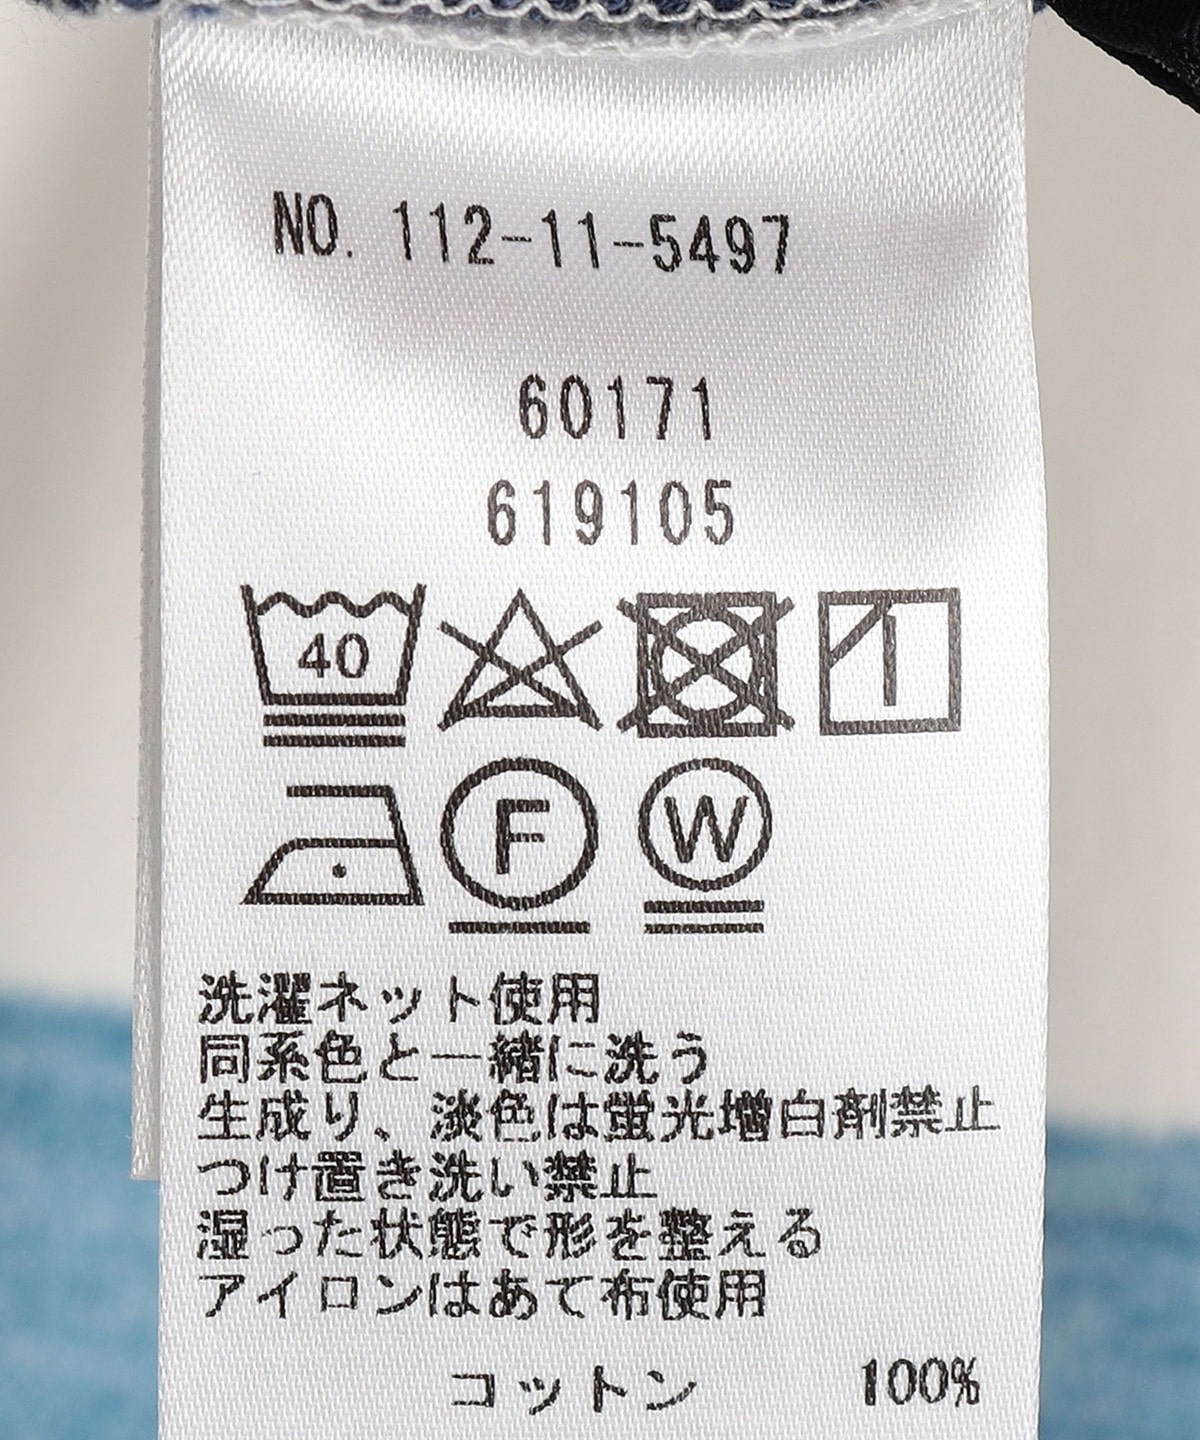 NO. 112-11-5497
60171
619105
40
F W
洗濯ネット使用
同系色と一緒に洗う
生成り、淡色は蛍光増白剤禁止
つけ置き洗い禁止
湿った状態で形を整える
アイロンはあて布使用
コットン 100%